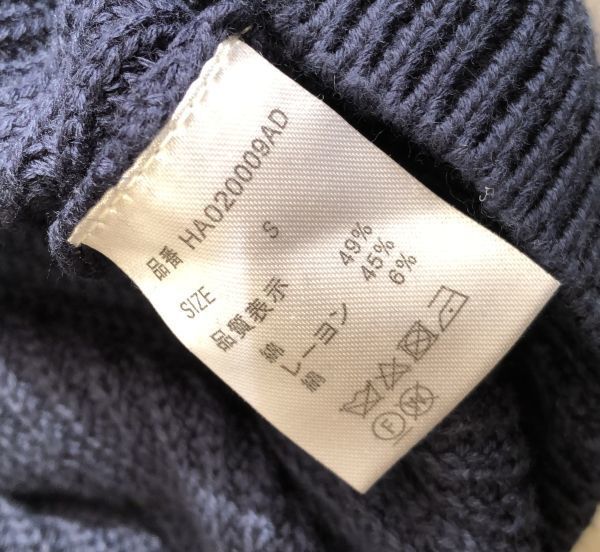 品番 HA020009AD
SIZE S
品質表示
綿 49%
レーヨン 45%
絹 6%
F W